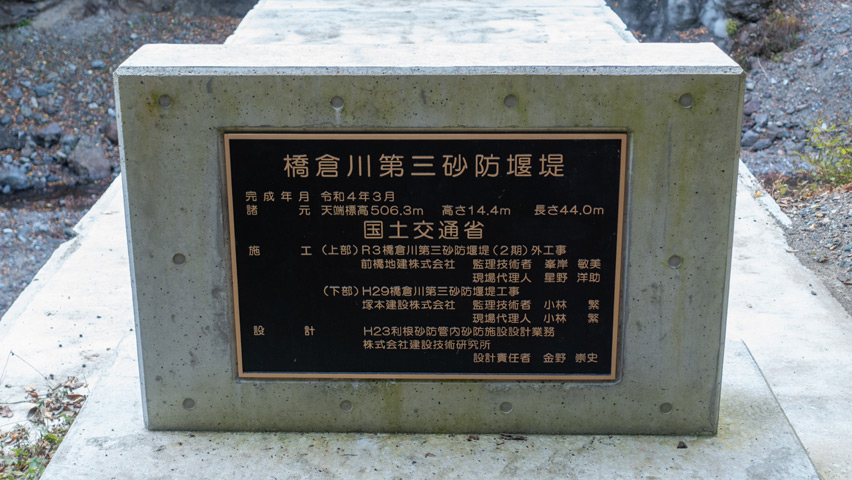 橋倉川第三砂防堰堤
完成年月 令和4年3月
諸元 天端標高506.3m 高さ14.4m 長さ44.0m
国土交通省
施工 (上部)R3橋倉川第三砂防堰堤(2期)外工事
前橋地建株式会社 監理技術者 峯岸 敏美
現場代理人 星野 洋助
(下部)H29橋倉川第三砂防堰堤工事
塚本建設株式会社 監理技術者 小林 繁
現場代理人 小林 繁
設計 H23利根砂防管内砂防施設設計業務
株式会社建設技術研究所
設計責任者 金野 崇史